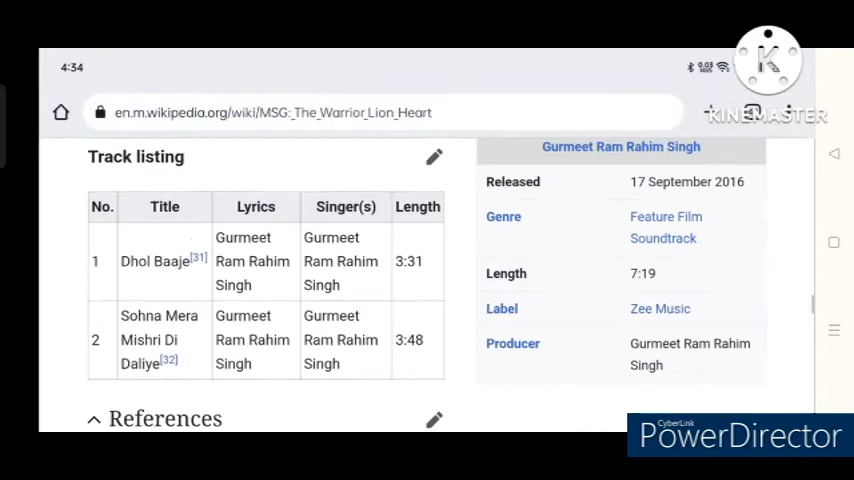 4:34
0.03
en.m.wikipedia.org/wiki/MSG:_The_Warrior_Lion_Heart
K
KINEMASTER
Track listing
No. Title Lyrics Singer(s) Length
1 Dhol Baaje[31] Gurmeet Ram Rahim Singh Gurmeet Ram Rahim Singh 3:31
2 Sohna Mera Mishri Di Daliye[32] Gurmeet Ram Rahim Singh Gurmeet Ram Rahim Singh 3:48
References
Gurmeet Ram Rahim Singh
Released 17 September 2016
Genre Feature Film
Soundtrack
Length 7:19
Label Zee Music
Producer Gurmeet Ram Rahim
Singh
CyberLink
PowerDirector